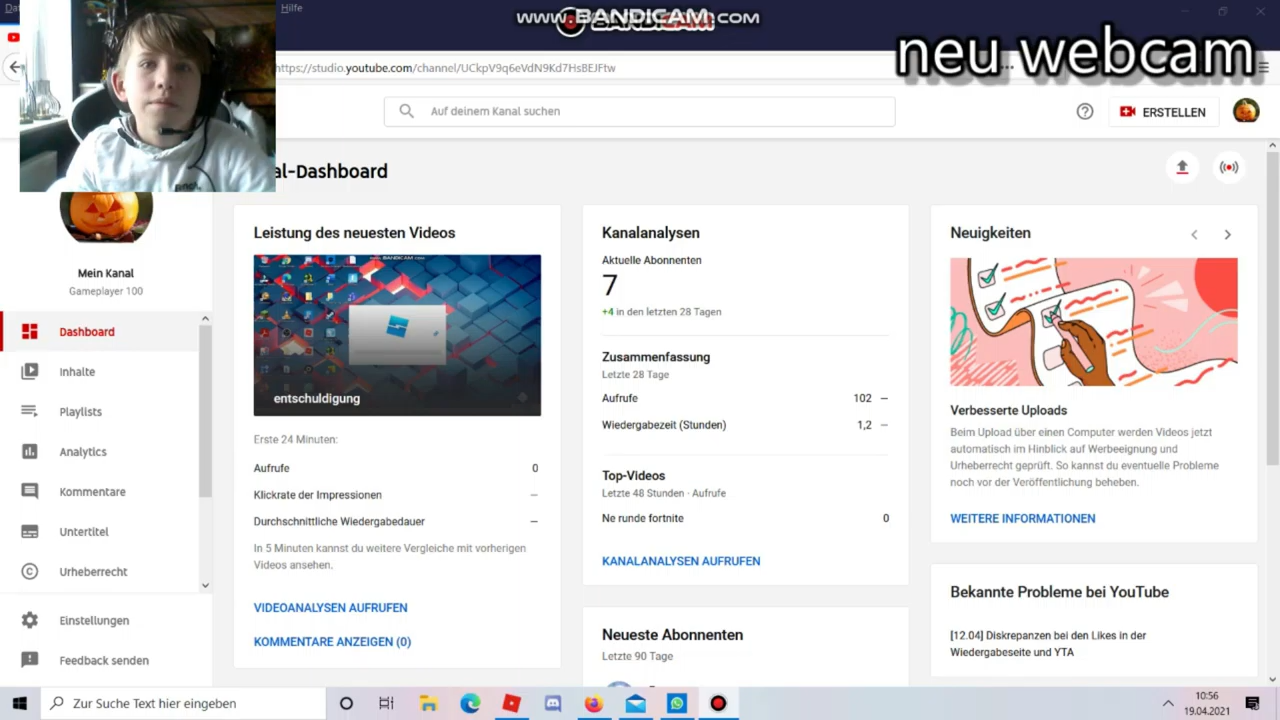 Hilfe
www.BANDICAM.com
neu webcam
https://studio.youtube.com/channel/UCkpV9q6eVdN9Kd7HsBEJFtw
Auf deinem Kanal suchen
ERSTELLEN
al-Dashboard
Mein Kanal
Gameplayer 100
Dashboard
Inhalte
Playlists
Analytics
Kommentare
Untertitel
Urheberrecht
Einstellungen
Feedback senden
Leistung des neuesten Videos
entschuldigung
Erste 24 Minuten:
Aufrufe 0
Klickrate der Impressionen –
Durchschnittliche Wiedergabedauer –
In 5 Minuten kannst du weitere Vergleiche mit vorherigen
Videos ansehen.
VIDEOANALYSEN AUFRUFEN
KOMMENTARE ANZEIGEN (0)
Kanalanalysen
Aktuelle Abonnenten
7
+4 in den letzten 28 Tagen
Zusammenfassung
Letzte 28 Tage
Aufrufe 102 —
Wiedergabezeit (Stunden) 1,2 —
Top-Videos
Letzte 48 Stunden · Aufrufe
Ne runde fortnite 0
KANALANALYSEN AUFRUFEN
Neueste Abonnenten
Letzte 90 Tage
Neuigkeiten
Verbesserte Uploads
Beim Upload über einen Computer werden Videos jetzt
automatisch im Hinblick auf Werbeeignung und
Urheberrecht geprüft. So kannst du eventuelle Probleme
noch vor der Veröffentlichung beheben.
WEITERE INFORMATIONEN
Bekannte Probleme bei YouTube
[12.04] Diskrepanzen bei den Likes in der
Wiedergabeseite und YTA
Zur Suche Text hier eingeben
10:56
19.04.2021